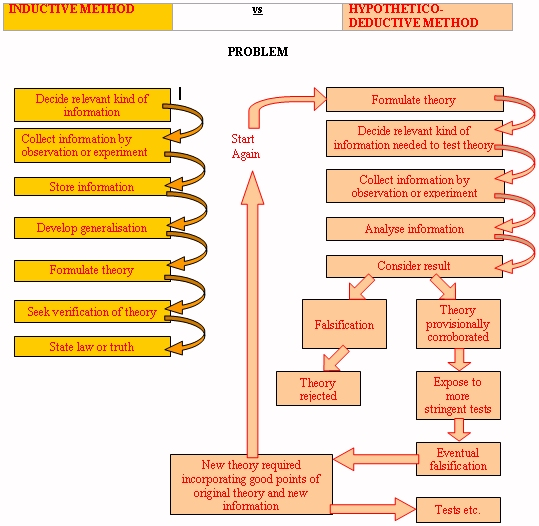 INDUCTIVE METHOD
vs
HYPOTHETICO-
DEDUCTIVE METHOD
PROBLEM
Decide relevant kind of
information
Collect information by
observation or experiment
Store information
Develop generalisation
Formulate theory
Seek verification of theory
State law or truth
Start
Again
Formulate theory
Decide relevant kind of
information needed to test theory
Collect information by
observation or experiment
Analyse information
Consider result
Falsification
Theory
rejected
Theory
provisionally
corroborated
Expose to
more
stringent tests
Eventual
falsification
New theory required
incorporating good points of
original theory and new
information
Tests etc.